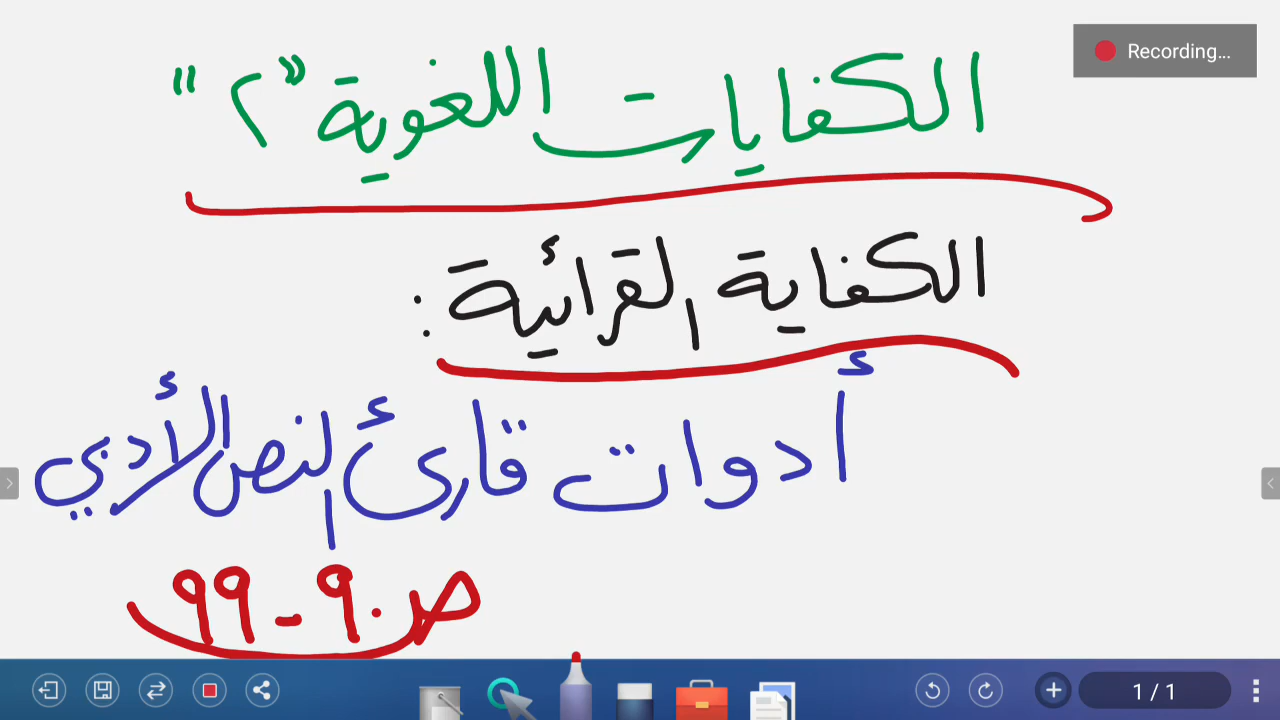 Recording...
الكفايات اللغوية "٢"
الكفاية القرائية :
أدوات قارئ النص الأدبي
ص ٩٠ - ٩٩
1 / 1